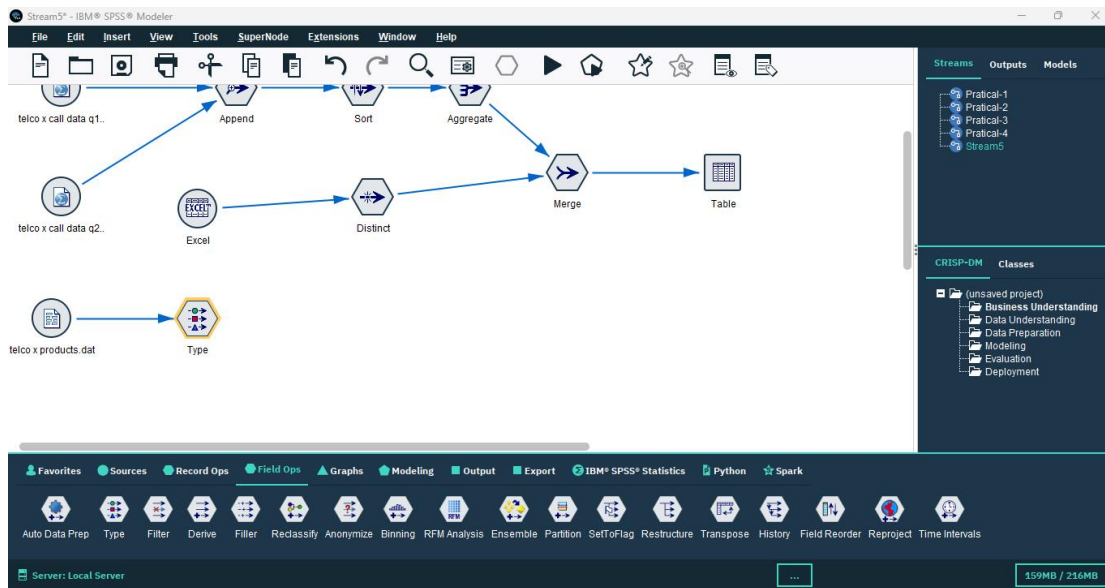 Stream5* - IBM® SPSS® Modeler
File Edit Insert View Tools SuperNode Extensions Window Help
Streams Outputs Models
Pratical-1
Pratical-2
Pratical-3
Pratical-4
Stream5
telco x call data q1..
Append
Sort
Aggregate
telco x call data q2..
EXCEL
Excel
Distinct
Merge
Table
telco x products.dat
Type
CRISP-DM Classes
(unsaved project)
Business Understanding
Data Understanding
Data Preparation
Modeling
Evaluation
Deployment
Favorites Sources Record Ops Field Ops Graphs Modeling Output Export IBM® SPSS® Statistics Python Spark
RFM
Auto Data Prep Type Filter Derive Filler Reclassify Anonymize Binning RFM Analysis Ensemble Partition SetToFlag Restructure Transpose History Field Reorder Reproject Time Intervals
Server: Local Server
...
159MB / 216MB